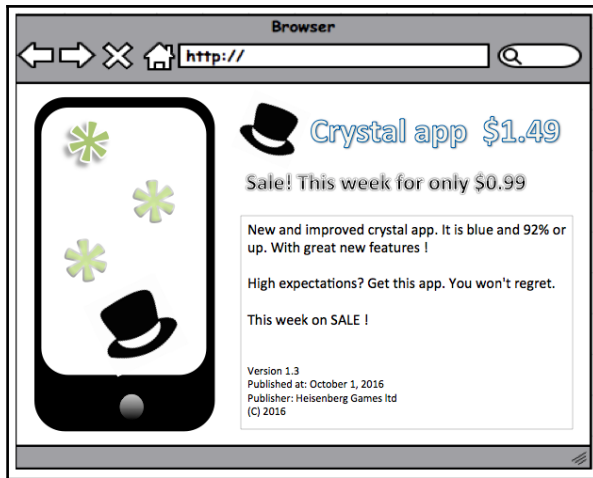 Browser
http://
Crystal app $1.49
Sale! This week for only $0.99
New and improved crystal app. It is blue and 92% or
up. With great new features !
High expectations? Get this app. You won't regret.
This week on SALE !
Version 1.3
Published at: October 1, 2016
Publisher: Heisenberg Games ltd
(C) 2016